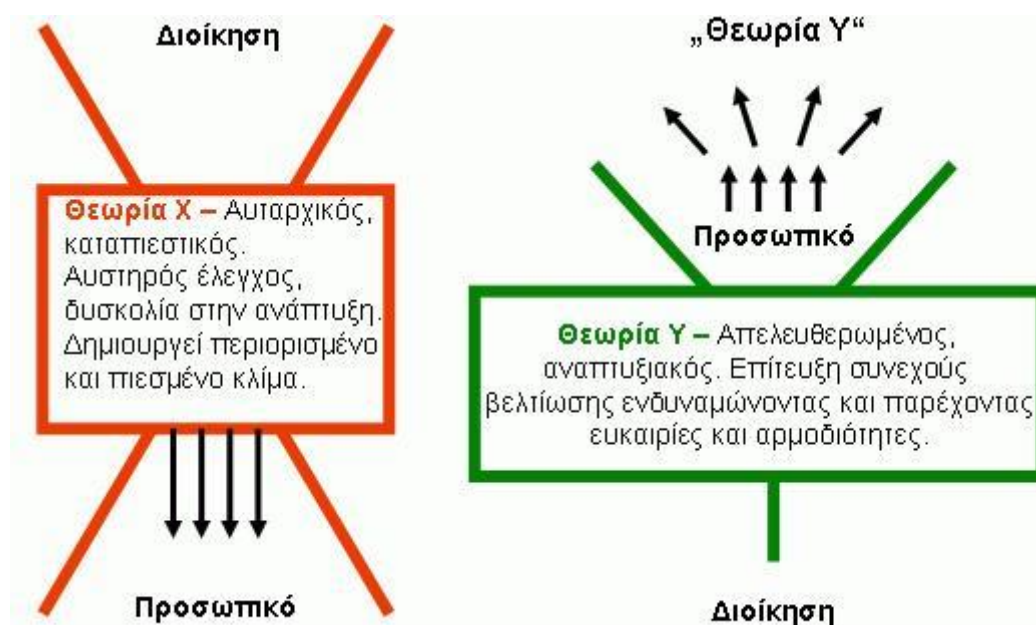 Διοίκηση
Θεωρία Χ – Αυταρχικός,
καταπιεστικός.
Αυστηρός έλεγχος,
δυσκολία στην ανάπτυξη.
Δημιουργεί περιορισμένο
και πιεσμένο κλίμα.
Προσωπικό
„Θεωρία Υ“
Προσωπικό
Θεωρία Υ – Απελευθερωμένος,
αναπτυξιακός. Επίτευξη συνεχούς
βελτίωσης ενδυναμώνοντας και παρέχοντας
ευκαιρίες και αρμοδιότητες.
Διοίκηση